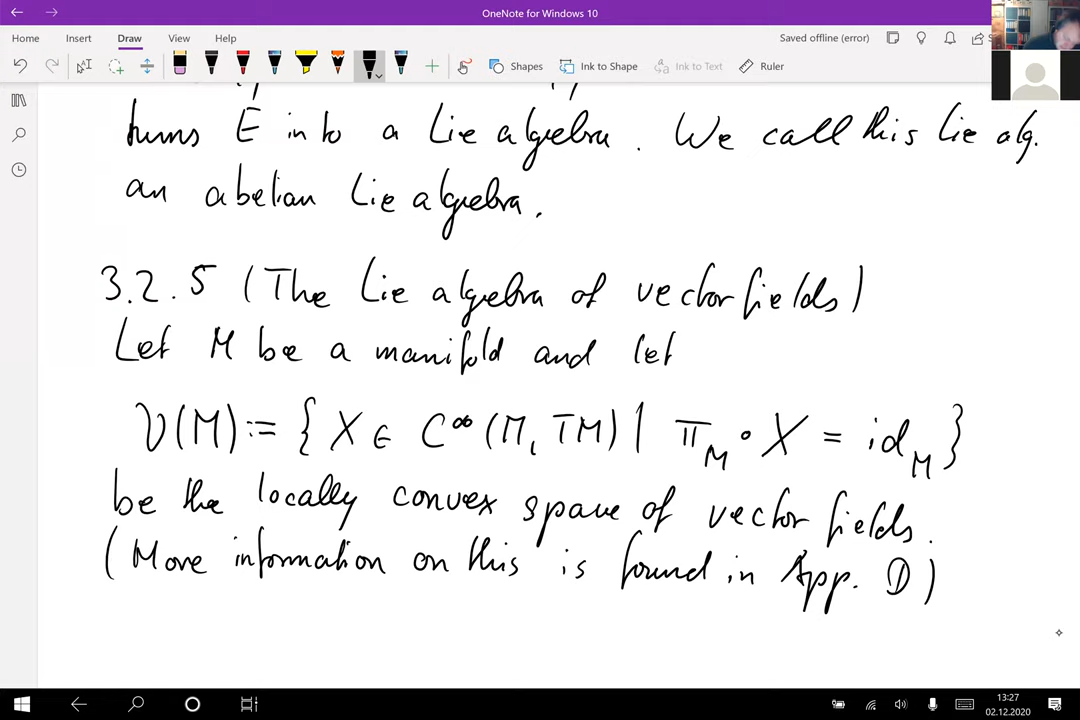 OneNote for Windows 10
Home Insert Draw View Help Saved offline (error)
Shapes Ink to Shape Ink to Text Ruler
turns E into a Lie algebra. We call this Lie alg.
an abelian Lie algebra.
3.2.5 (The Lie algebra of vector fields)
Let M be a manifold and let
𝒱(M) := { X ∈ C^∞ (M, TM) | π_M ∘ X = id_M }
be the locally convex space of vector fields.
(More information on this is found in App. D)
13:27
02.12.2020